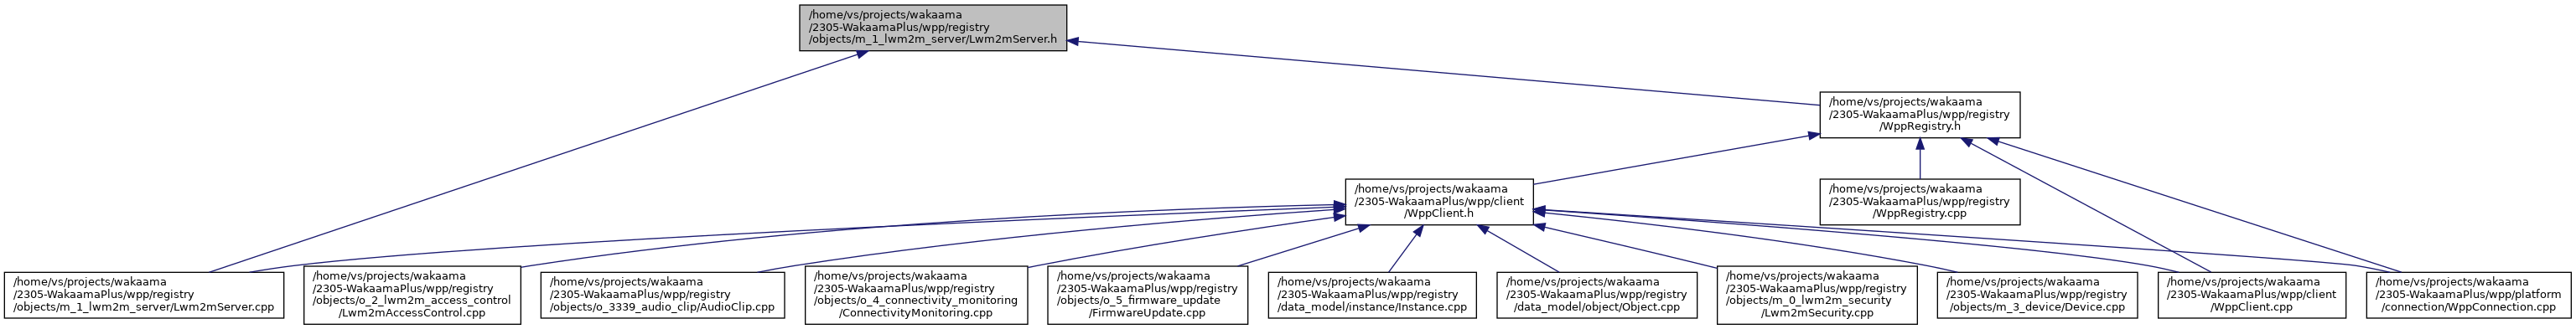 /home/vs/projects/wakaama
/2305-WakaamaPlus/wpp/registry
/objects/m_1_lwm2m_server/Lwm2mServer.h
/home/vs/projects/wakaama
/2305-WakaamaPlus/wpp/registry
/WppRegistry.h
/home/vs/projects/wakaama
/2305-WakaamaPlus/wpp/client
/WppClient.h
/home/vs/projects/wakaama
/2305-WakaamaPlus/wpp/registry
/WppRegistry.cpp
/home/vs/projects/wakaama
/2305-WakaamaPlus/wpp/registry
/objects/m_1_lwm2m_server/Lwm2mServer.cpp
/home/vs/projects/wakaama
/2305-WakaamaPlus/wpp/registry
/objects/o_2_lwm2m_access_control
/Lwm2mAccessControl.cpp
/home/vs/projects/wakaama
/2305-WakaamaPlus/wpp/registry
/objects/o_3339_audio_clip/AudioClip.cpp
/home/vs/projects/wakaama
/2305-WakaamaPlus/wpp/registry
/objects/o_4_connectivity_monitoring
/ConnectivityMonitoring.cpp
/home/vs/projects/wakaama
/2305-WakaamaPlus/wpp/registry
/objects/o_5_firmware_update
/FirmwareUpdate.cpp
/home/vs/projects/wakaama
/2305-WakaamaPlus/wpp/registry
/data_model/instance/Instance.cpp
/home/vs/projects/wakaama
/2305-WakaamaPlus/wpp/registry
/data_model/object/Object.cpp
/home/vs/projects/wakaama
/2305-WakaamaPlus/wpp/registry
/objects/m_0_lwm2m_security
/Lwm2mSecurity.cpp
/home/vs/projects/wakaama
/2305-WakaamaPlus/wpp/registry
/objects/m_3_device/Device.cpp
/home/vs/projects/wakaama
/2305-WakaamaPlus/wpp/client
/WppClient.cpp
/home/vs/projects/wakaama
/2305-WakaamaPlus/wpp/platform
/connection/WppConnection.cpp